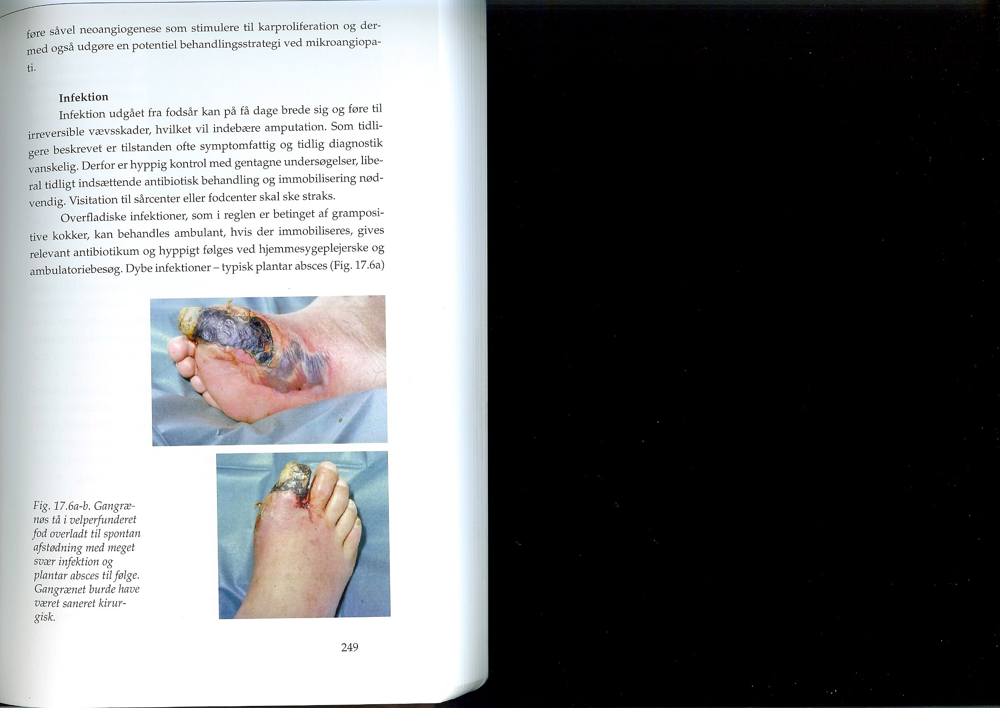 føre såvel neoangiogenese som stimulere til karproliferation og der-
med også udgøre en potentiel behandlingsstrategi ved mikroangiopa-
ti.
Infektion
Infektion udgået fra fodsår kan på få dage brede sig og føre til
irreversible vævsskader, hvilket vil indebære amputation. Som tidli-
gere beskrevet er tilstanden ofte symptomfattig og tidlig diagnostik
vanskelig. Derfor er hyppig kontrol med gentagne undersøgelser, libe-
ral tidligt indsættende antibiotisk behandling og immobilisering nød-
vendig. Visitation til sårcenter eller fodcenter skal ske straks.
Overfladiske infektioner, som i reglen er betinget af gramposi-
tive kokker, kan behandles ambulant, hvis der immobiliseres, gives
relevant antibiotikum og hyppigt følges ved hjemmesygeplejerske og
ambulatoriebesøg. Dybe infektioner – typisk plantar absces (Fig. 17.6a)
Fig. 17.6a-b. Gangræ-
nøs tå i velperfunderet
fod overladt til spontan
afstødning med meget
svær infektion og
plantar absces til følge.
Gangrænet burde have
været saneret kirur-
gisk.
249